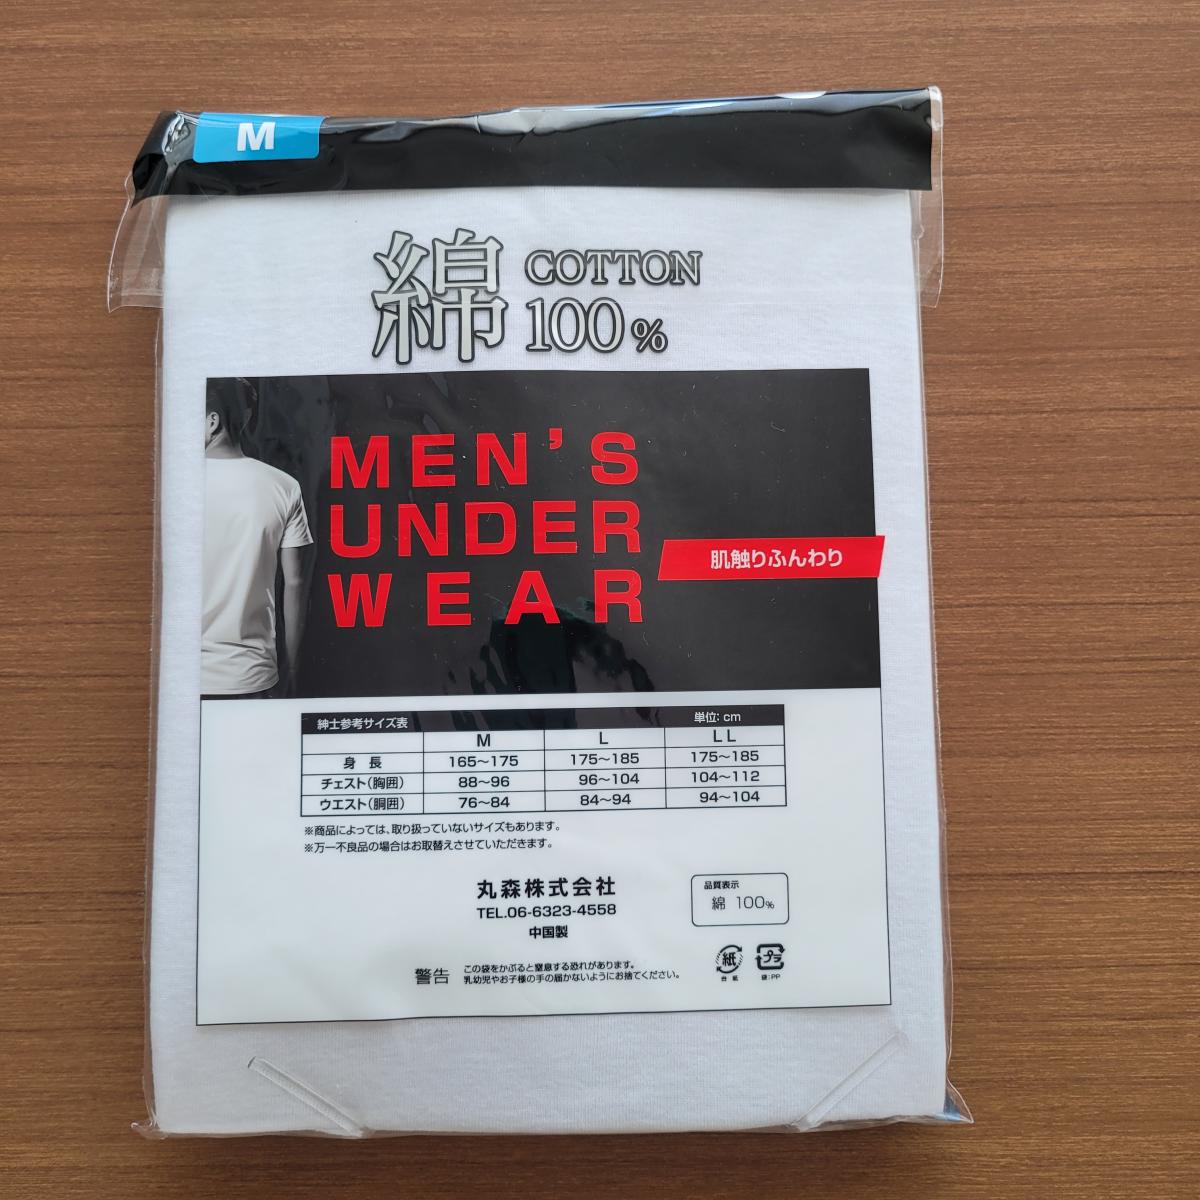 M
綿 COTTON
100%
MEN'S
UNDER
WEAR
肌触りふんわり
紳士参考サイズ表 単位: cm
M L LL
身長 165〜175 175〜185 175〜185
チェスト(胸囲) 88〜96 96〜104 104〜112
ウエスト(胴囲) 76〜84 84〜94 94〜104
※商品によっては、取り扱っていないサイズもあります。
※万一不良品の場合はお取替えさせていただきます。
丸森株式会社
TEL.06-6323-4558
中国製
品質表示
綿 100%
警告
この袋をかぶると窒息する恐れがあります。
乳幼児やお子様の手の届かないようにお捨てください。
紙
台紙
プラ
袋:PP